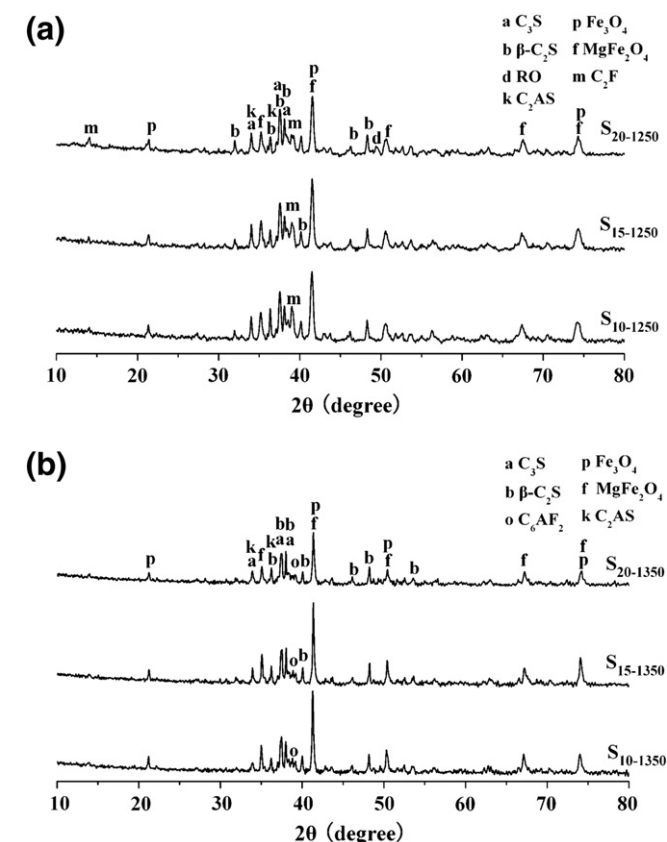 (a)
a C₃S p Fe₃O₄
b β-C₂S f MgFe₂O₄
d RO m C₂F
k C₂AS
a b p
k k b a f
m p b a f b b a m b b d f f p f
S₂₀₋₁₂₅₀
m
b
S₁₅₋₁₂₅₀
m
S₁₀₋₁₂₅₀
10 20 30 40 50 60 70 80
2θ (degree)
(b)
a C₃S p Fe₃O₄
b β-C₂S f MgFe₂O₄
o C₆AF₂ k C₂AS
p
k k b b f p f
p a f b a a o b b b f b f p
S₂₀₋₁₃₅₀
o b
S₁₅₋₁₃₅₀
o
S₁₀₋₁₃₅₀
10 20 30 40 50 60 70 80
2θ (degree)